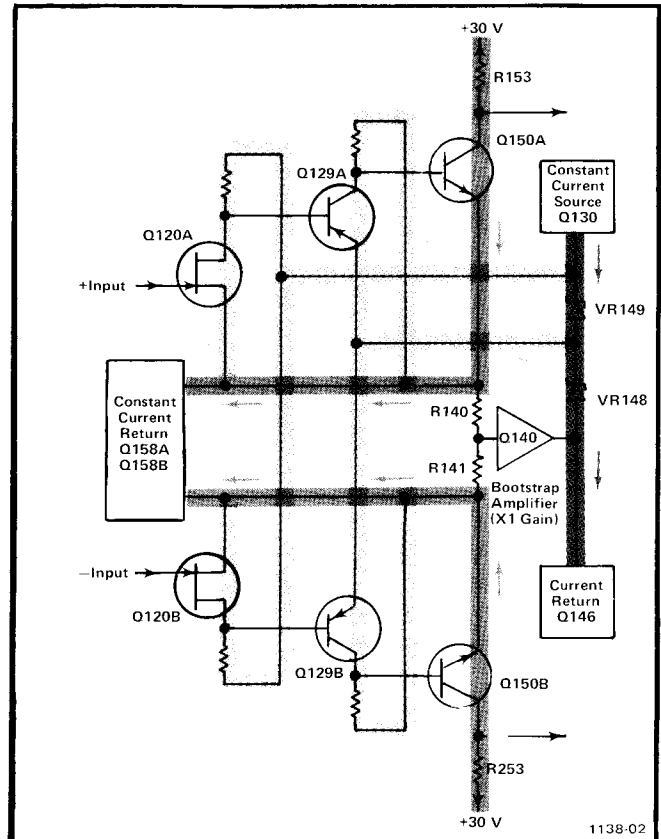 +30 V
R153
Q150A
Q129A
Constant
Current
Source
Q130
Q120A
+Input
VR149
VR148
Constant
Current
Return
Q158A
Q158B
R140
Q140
R141
Bootstrap
Amplifier
(X1 Gain)
−Input
Q120B
Q129B
Current
Return
Q146
Q150B
R253
+30 V
1138-02